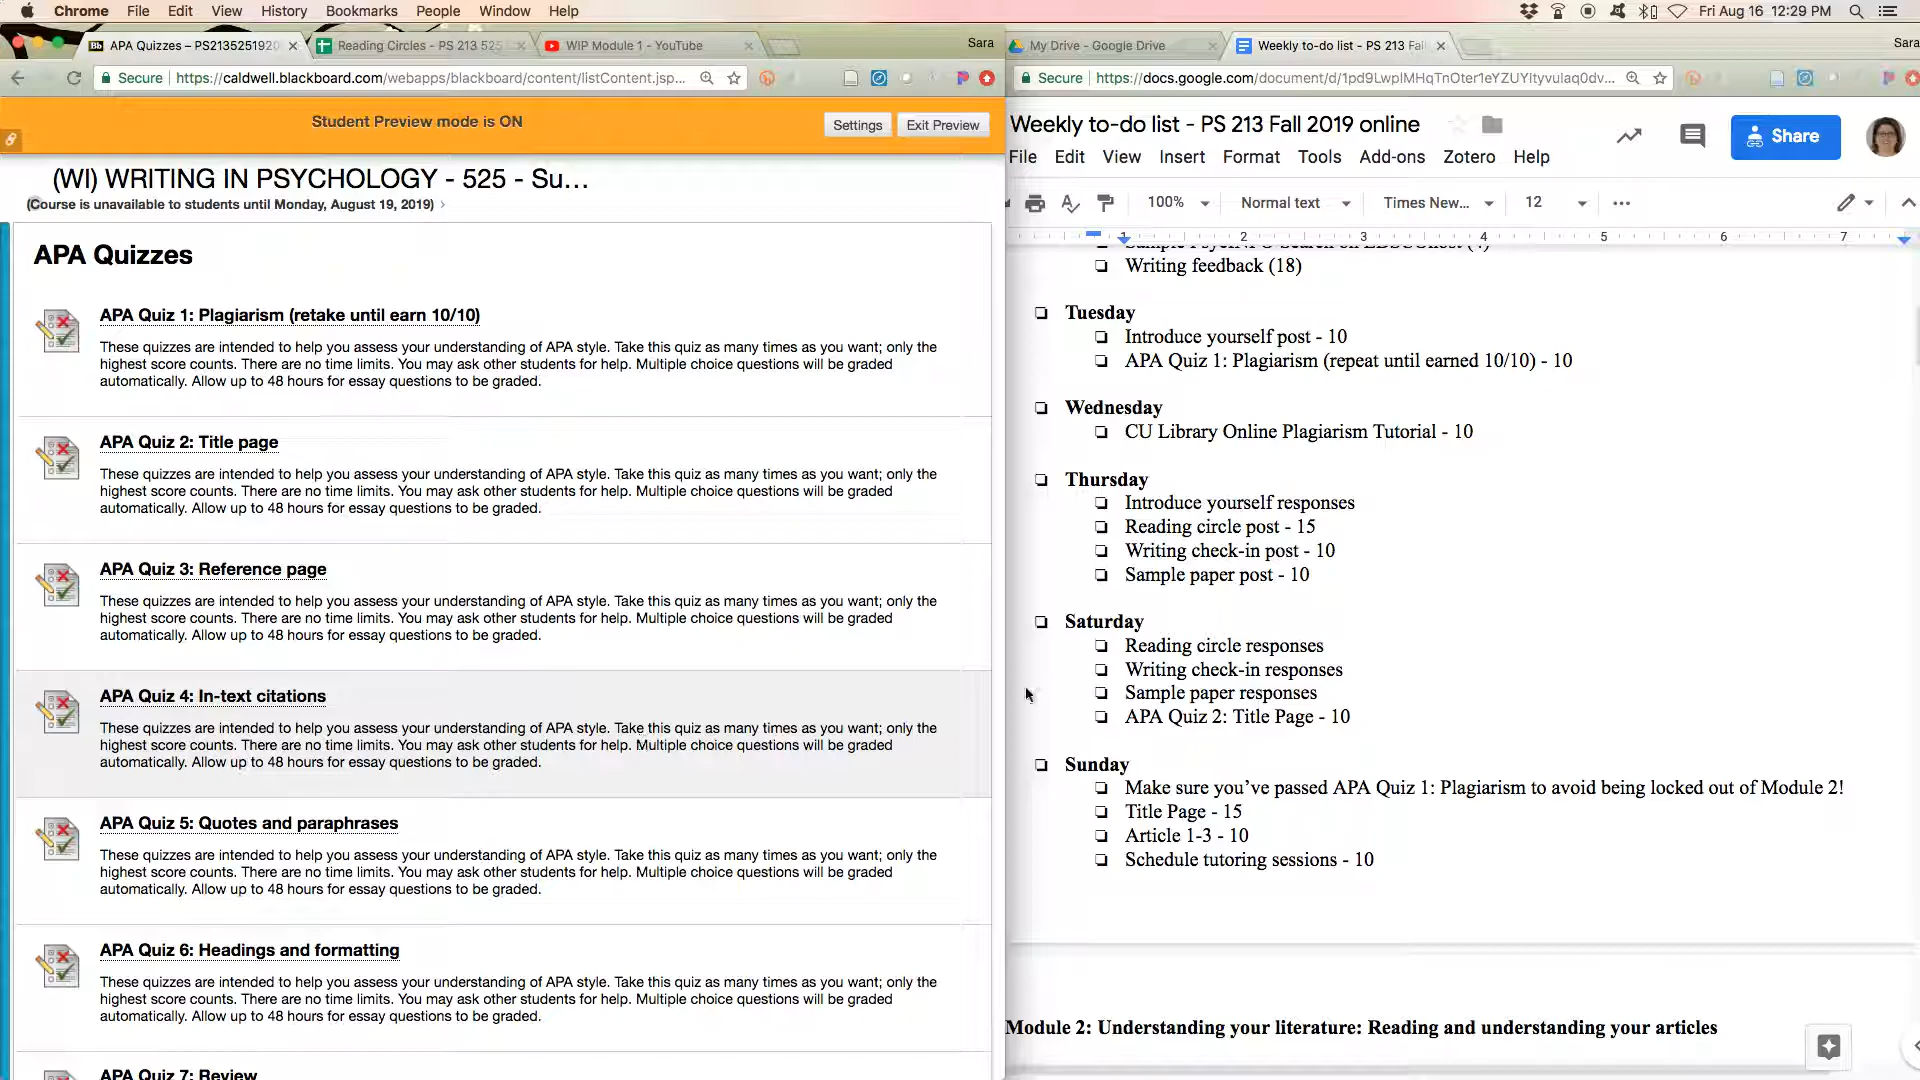 Chrome File Edit View History Bookmarks People Window Help
Fri Aug 16 12:29 PM
APA Quizzes – PS2135251920
Reading Circles - PS 213 525
WIP Module 1 - YouTube
Sara
Secure https://caldwell.blackboard.com/webapps/blackboard/content/listContent.jsp...
Student Preview mode is ON
Settings
Exit Preview
(WI) WRITING IN PSYCHOLOGY - 525 - Su...
(Course is unavailable to students until Monday, August 19, 2019)
APA Quizzes
APA Quiz 1: Plagiarism (retake until earn 10/10)
These quizzes are intended to help you assess your understanding of APA style. Take this quiz as many times as you want; only the
highest score counts. There are no time limits. You may ask other students for help. Multiple choice questions will be graded
automatically. Allow up to 48 hours for essay questions to be graded.
APA Quiz 2: Title page
These quizzes are intended to help you assess your understanding of APA style. Take this quiz as many times as you want; only the
highest score counts. There are no time limits. You may ask other students for help. Multiple choice questions will be graded
automatically. Allow up to 48 hours for essay questions to be graded.
APA Quiz 3: Reference page
These quizzes are intended to help you assess your understanding of APA style. Take this quiz as many times as you want; only the
highest score counts. There are no time limits. You may ask other students for help. Multiple choice questions will be graded
automatically. Allow up to 48 hours for essay questions to be graded.
APA Quiz 4: In-text citations
These quizzes are intended to help you assess your understanding of APA style. Take this quiz as many times as you want; only the
highest score counts. There are no time limits. You may ask other students for help. Multiple choice questions will be graded
automatically. Allow up to 48 hours for essay questions to be graded.
APA Quiz 5: Quotes and paraphrases
These quizzes are intended to help you assess your understanding of APA style. Take this quiz as many times as you want; only the
highest score counts. There are no time limits. You may ask other students for help. Multiple choice questions will be graded
automatically. Allow up to 48 hours for essay questions to be graded.
APA Quiz 6: Headings and formatting
These quizzes are intended to help you assess your understanding of APA style. Take this quiz as many times as you want; only the
highest score counts. There are no time limits. You may ask other students for help. Multiple choice questions will be graded
automatically. Allow up to 48 hours for essay questions to be graded.
APA Quiz 7: Review
My Drive - Google Drive
Weekly to-do list - PS 213 Fal
Sara
Secure https://docs.google.com/document/d/1pd9LwpIMHqTnOter1eYZUYItyvulaq0dv...
Weekly to-do list - PS 213 Fall 2019 online
File Edit View Insert Format Tools Add-ons Zotero Help
Share
100% Normal text Times New... 12
1 2 3 4 5 6 7
Writing feedback (18)
Tuesday
Introduce yourself post - 10
APA Quiz 1: Plagiarism (repeat until earned 10/10) - 10
Wednesday
CU Library Online Plagiarism Tutorial - 10
Thursday
Introduce yourself responses
Reading circle post - 15
Writing check-in post - 10
Sample paper post - 10
Saturday
Reading circle responses
Writing check-in responses
Sample paper responses
APA Quiz 2: Title Page - 10
Sunday
Make sure you've passed APA Quiz 1: Plagiarism to avoid being locked out of Module 2!
Title Page - 15
Article 1-3 - 10
Schedule tutoring sessions - 10
Module 2: Understanding your literature: Reading and understanding your articles